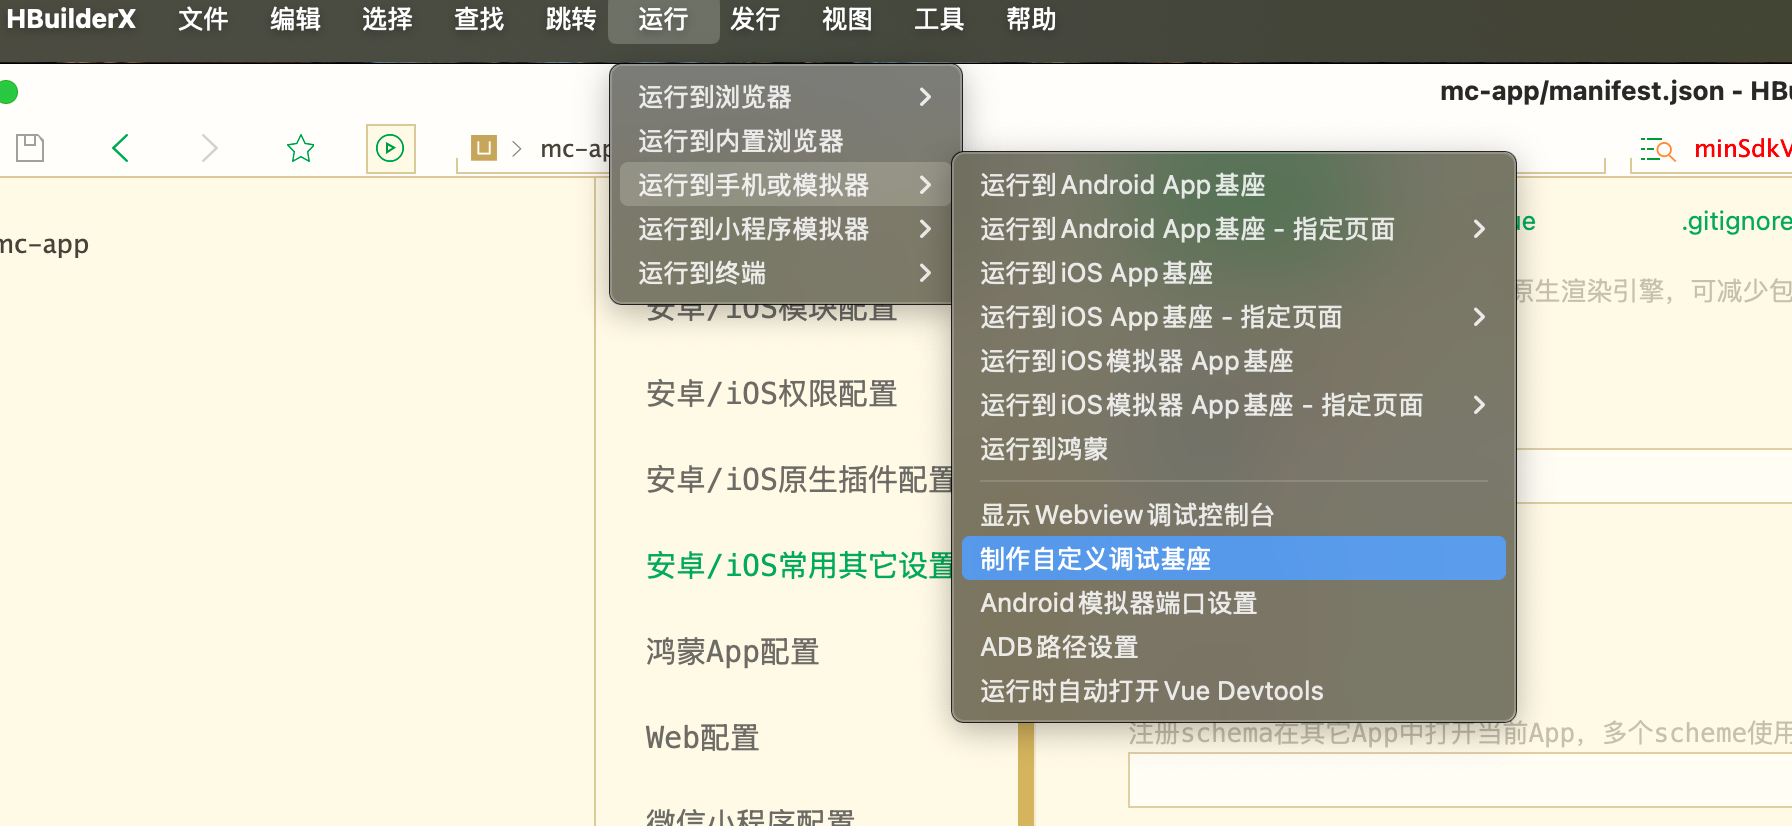 HBuilderX 文件 编辑 选择 查找 跳转 运行 发行 视图 工具 帮助
mc-app/manifest.json - HBu
mc-ap
minSdkV
运行到浏览器
运行到内置浏览器
运行到手机或模拟器
运行到小程序模拟器
运行到终端
运行到Android App基座
运行到Android App基座 - 指定页面
运行到iOS App基座
运行到iOS App基座 - 指定页面
运行到iOS模拟器 App基座
运行到iOS模拟器 App基座 - 指定页面
运行到鸿蒙
显示Webview调试控制台
制作自定义调试基座
Android模拟器端口设置
ADB路径设置
运行时自动打开Vue Devtools
mc-app
ue
.gitignore
原生渲染引擎，可减少包
安卓/iOS模块配置
安卓/iOS权限配置
安卓/iOS原生插件配置
安卓/iOS常用其它设置
鸿蒙App配置
Web配置
微信小程序配置
注册schema在其它App中打开当前App，多个scheme使用